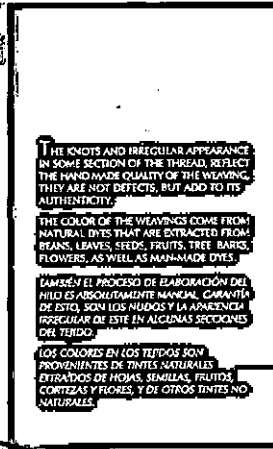 THE KNOTS AND IRREGULAR APPEARANCE
IN SOME SECTION OF THE THREAD, REFLECT
THE HAND MADE QUALITY OF THE WEAVING,
THEY ARE NOT DEFECTS, BUT ADD TO ITS
AUTHENTICITY.
THE COLOR OF THE WEAVINGS COME FROM
NATURAL DYES THAT ARE EXTRACTED FROM
BEANS, LEAVES, SEEDS, FRUITS, TREE BARKS,
FLOWERS, AS WELL AS MAN-MADE DYES.
TAMBIÉN EL PROCESO DE ELABORACIÓN DEL
HILO ES ABSOLUTAMENTE MANUAL, GARANTÍA
DE ESTO, SON LOS NUDOS Y LA APARIENCIA
IRREGULAR DE ESTE EN ALGUNAS SECCIONES
DEL TEJIDO.
LOS COLORES EN LOS TEJIDOS SON
PROVENIENTES DE TINTES NATURALES
EXTRAÍDOS DE HOJAS, SEMILLAS, FRUTOS,
CORTEZAS Y FLORES, Y DE OTROS TINTES NO
NATURALES.